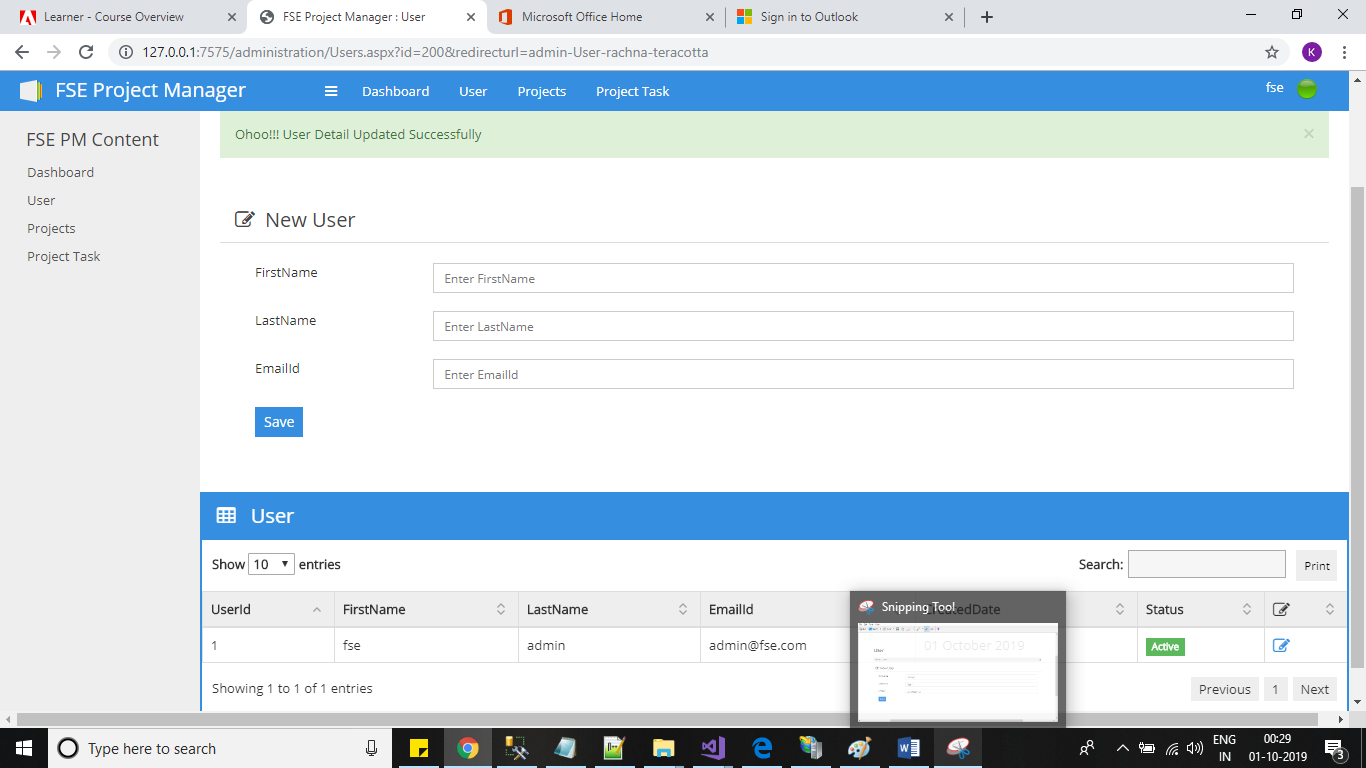 Learner - Course Overview
FSE Project Manager : User
Microsoft Office Home
Sign in to Outlook
127.0.0.1:7575/administration/Users.aspx?id=200&redirecturl=admin-User-rachna-teracotta
K
FSE Project Manager
Dashboard User Projects Project Task
fse
FSE PM Content
Dashboard
User
Projects
Project Task
Ohoo!!! User Detail Updated Successfully
×
New User
FirstName Enter FirstName
LastName Enter LastName
EmailId Enter EmailId
Save
User
Show 10 entries
Search:
Print
UserId FirstName LastName EmailId CreatedDate Status
1 fse admin admin@fse.com 01 October 2019 Active
Showing 1 to 1 of 1 entries
Previous 1 Next
Snipping Tool
Type here to search
ENG
IN
00:29
01-10-2019
3